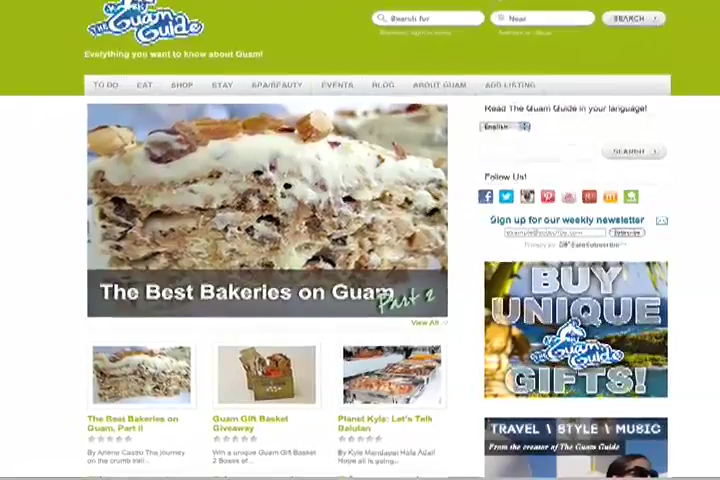 THE Guam Guide
Everything you want to know about Guam!
Search for
Near
SEARCH
TO DO EAT SHOP STAY SPA/BEAUTY EVENTS BLOG ABOUT GUAM ADD LISTING
Read The Guam Guide in your language!
English
SEARCH
Follow Us!
Sign up for our weekly newsletter
Subscribe
The Best Bakeries on Guam
Part 2
View All
BUY
UNIQUE
THE Guam Guide
GIFTS!
The Best Bakeries on
Guam, Part II
By Arlene Castro The journey
on the crumb trail...
Guam Gift Basket
Giveaway
With a unique Guam Gift Basket
2 Boxes of...
Planet Kyle: Let's Talk
By Kyle Mandapat Hafa Adai!
Hope all is going...
TRAVEL \ STYLE \ MUSIC
From the creator of The Guam Guide